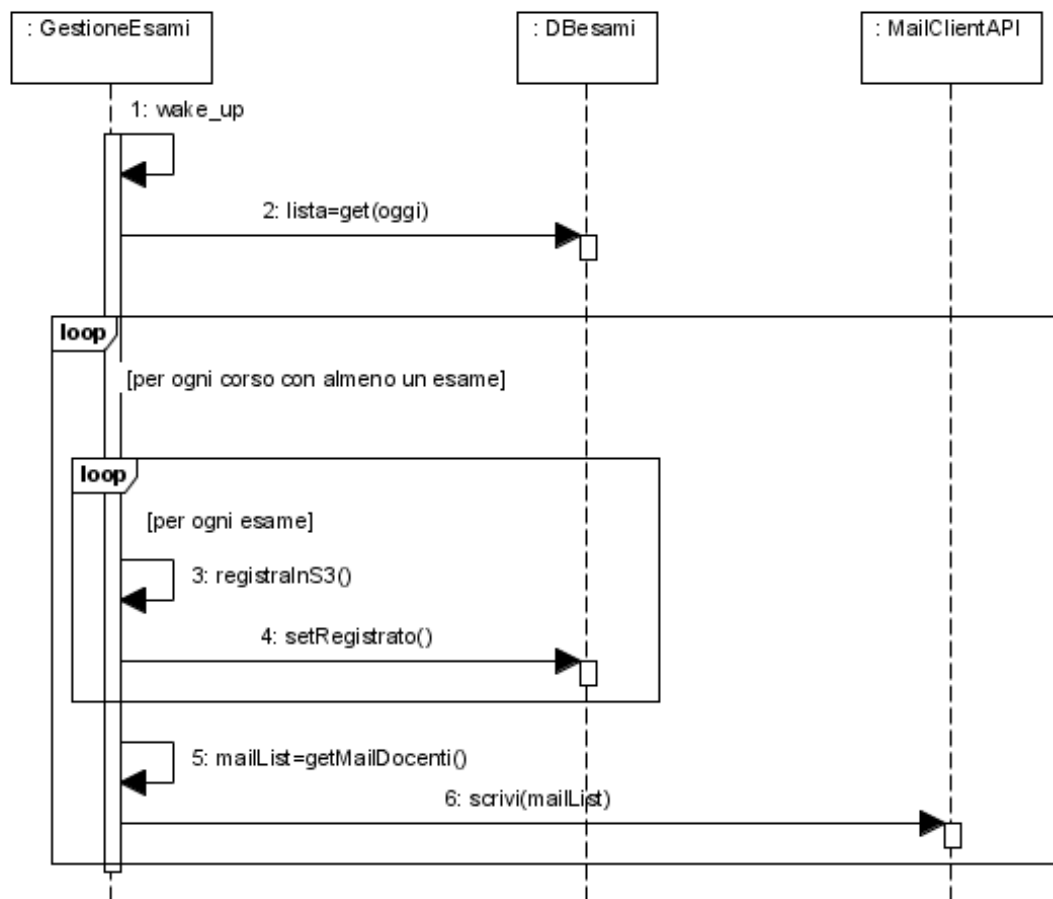 : GestioneEsami
: DBesami
: MailClientAPI
1: wake_up
2: lista=get(oggi)
loop
[per ogni corso con almeno un esame]
loop
[per ogni esame]
3: registraInS3()
4: setRegistrato()
5: mailList=getMailDocenti()
6: scrivi(mailList)